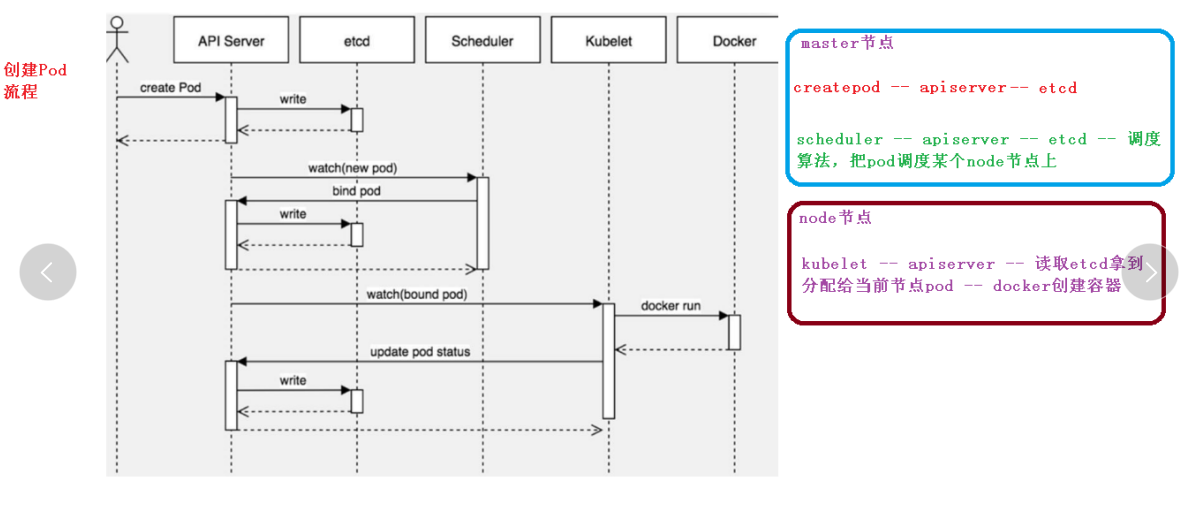 创建Pod
流程
API Server
etcd
Scheduler
Kubelet
Docker
create Pod
write
watch(new pod)
bind pod
write
watch(bound pod)
docker run
update pod status
write
master节点
createpod -- apiserver-- etcd
scheduler -- apiserver -- etcd -- 调度
算法，把pod调度某个node节点上
node节点
kubelet -- apiserver -- 读取etcd拿到
分配给当前节点pod -- docker创建容器